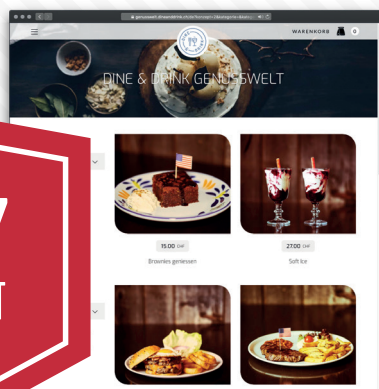 WARENKORB 0
DINE & DRINK GENUSSWELT
15.00 CHF
27.00 CHF
Brownies geniessen
Soft Ice